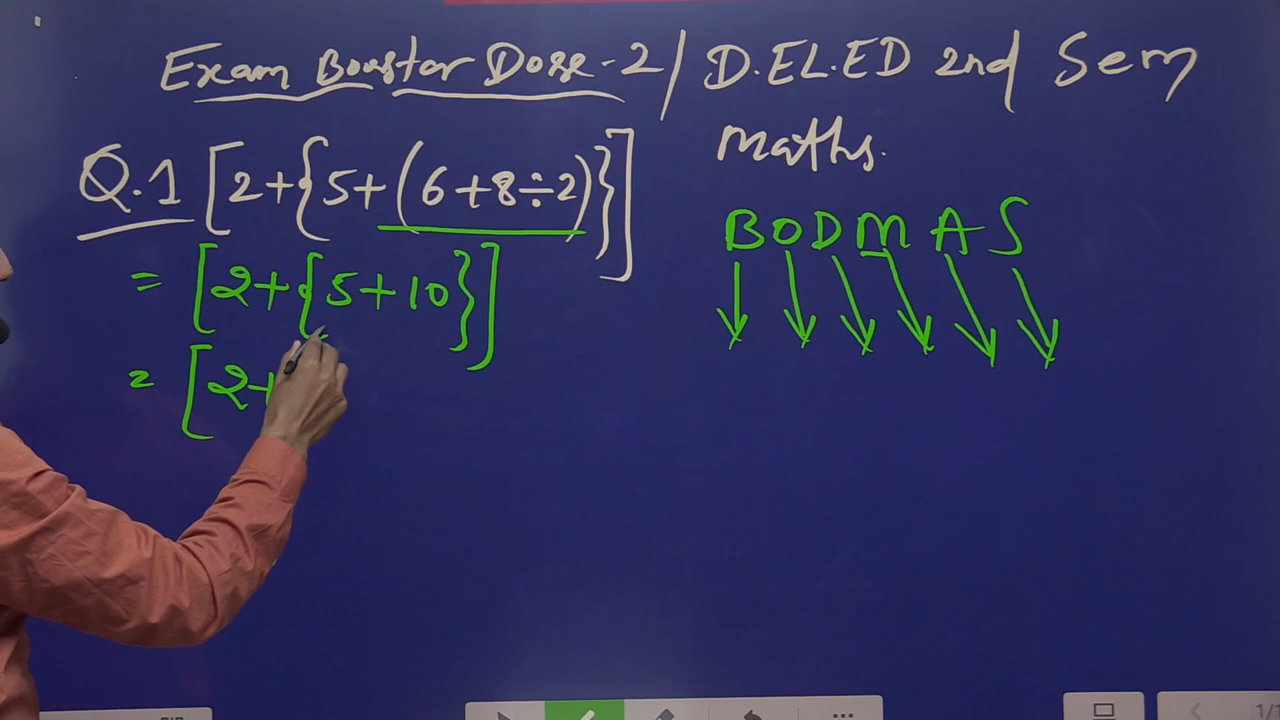 Exam Boostor Dose-2 / D.EL.ED 2nd Sem
maths.
Q.1 [2+{5+(6+8÷2)}]
= [2+{5+10}]
= [2+
BODMAS